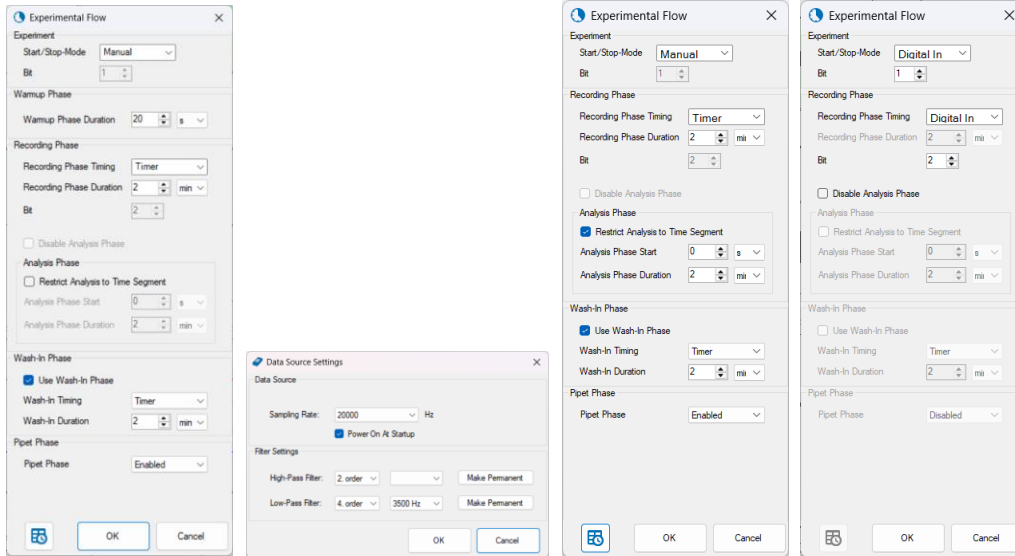 Experimental Flow
Experiment
Start/Stop-Mode Manual
Bit 1
Warmup Phase
Warmup Phase Duration 20 s
Recording Phase
Recording Phase Timing Timer
Recording Phase Duration 2 min
Bit 2
Disable Analysis Phase
Analysis Phase
Restrict Analysis to Time Segment
Analysis Phase Start 0 s
Analysis Phase Duration 2 min
Wash-In Phase
Use Wash-In Phase
Wash-In Timing Timer
Wash-In Duration 2 min
Pipet Phase
Pipet Phase Enabled
OK Cancel
Data Source Settings
Data Source
Sampling Rate: 20000 Hz
Power On At Startup
Filter Settings
High-Pass Filter: 2. order Make Permanent
Low-Pass Filter: 4. order 3500 Hz Make Permanent
OK Cancel
Experimental Flow
Experiment
Start/Stop-Mode Manual
Bit 1
Recording Phase
Recording Phase Timing Timer
Recording Phase Duration 2 mi
Bit 2
Disable Analysis Phase
Analysis Phase
Restrict Analysis to Time Segment
Analysis Phase Start 0 s
Analysis Phase Duration 2 mi
Wash-In Phase
Use Wash-In Phase
Wash-In Timing Timer
Wash-In Duration 2 mi
Pipet Phase
Pipet Phase Enabled
OK Cancel
Experimental Flow
Experiment
Start/Stop-Mode Digital In
Bit 1
Recording Phase
Recording Phase Timing Digital In
Recording Phase Duration 2 mi
Bit 2
Disable Analysis Phase
Analysis Phase
Restrict Analysis to Time Segment
Analysis Phase Start 0 s
Analysis Phase Duration 2 mi
Wash-In Phase
Use Wash-In Phase
Wash-In Timing Timer
Wash-In Duration 2 mi
Pipet Phase
Pipet Phase Disabled
OK Cancel